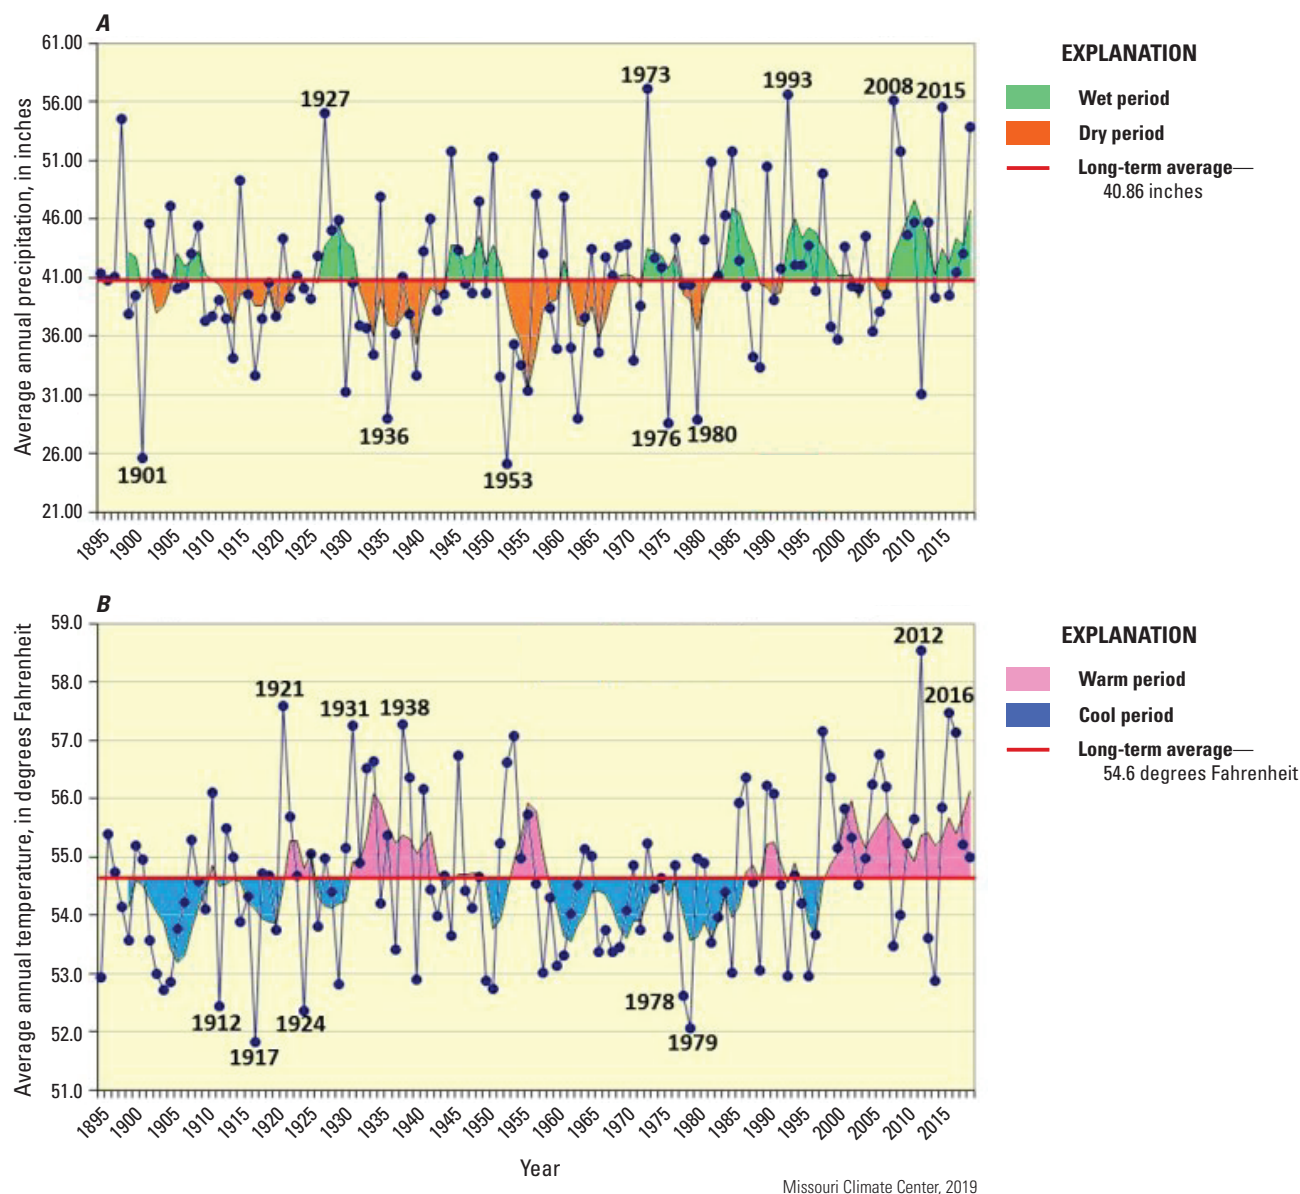 A
Average annual precipitation, in inches
61.00
56.00
51.00
46.00
41.00
36.00
31.00
26.00
21.00
1901
1927
1936
1953
1973
1976
1980
1993
2008
2015
1895 1900 1905 1910 1915 1920 1925 1930 1935 1940 1945 1950 1955 1960 1965 1970 1975 1980 1985 1990 1995 2000 2005 2010 2015
EXPLANATION
Wet period
Dry period
Long-term average—
40.86 inches
B
Average annual temperature, in degrees Fahrenheit
59.0
58.0
57.0
56.0
55.0
54.0
53.0
52.0
51.0
1912
1917
1921
1924
1931
1938
1978
1979
2012
2016
1895 1900 1905 1910 1915 1920 1925 1930 1935 1940 1945 1950 1955 1960 1965 1970 1975 1980 1985 1990 1995 2000 2005 2010 2015
Year
EXPLANATION
Warm period
Cool period
Long-term average—
54.6 degrees Fahrenheit
Missouri Climate Center, 2019